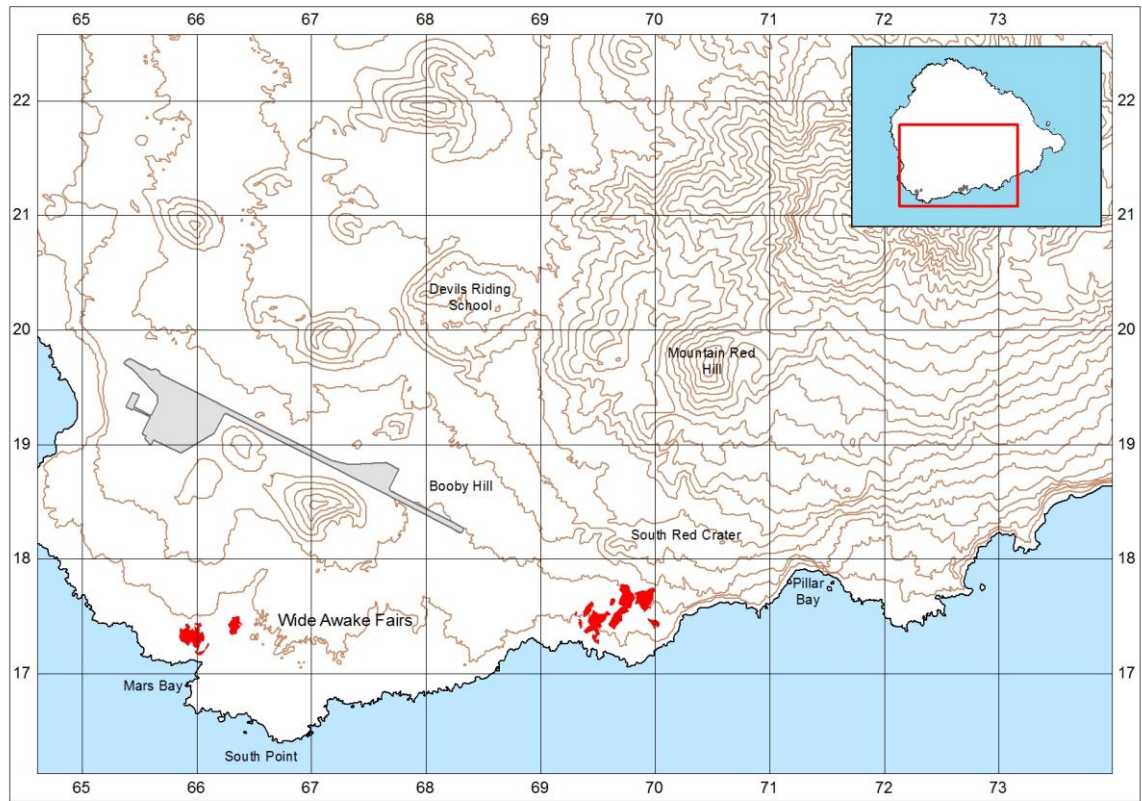 65 66 67 68 69 70 71 72 73
22 22
21 21
Devils Riding
School
20 20
Mountain Red
Hill
19 19
Booby Hill
South Red Crater
18 18
Pillar
Bay
Wide Awake Fairs
17 17
Mars Bay
South Point
65 66 67 68 69 70 71 72 73